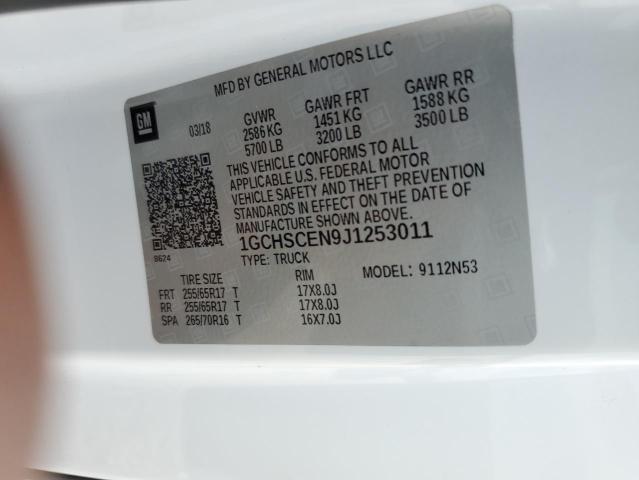 MFD BY GENERAL MOTORS LLC
GM
03/18 GVWR GAWR FRT GAWR RR
2586 KG 1451 KG 1588 KG
5700 LB 3200 LB 3500 LB
THIS VEHICLE CONFORMS TO ALL
APPLICABLE U.S. FEDERAL MOTOR
VEHICLE SAFETY AND THEFT PREVENTION
STANDARDS IN EFFECT ON THE DATE OF
MANUFACTURE SHOWN ABOVE.
8624
1GCHSCEN9J1253011
TYPE: TRUCK MODEL: 9112N53
TIRE SIZE RIM
FRT 255/65R17 T 17X8.0J
RR 255/65R17 T 17X8.0J
SPA 265/70R16 T 16X7.0J